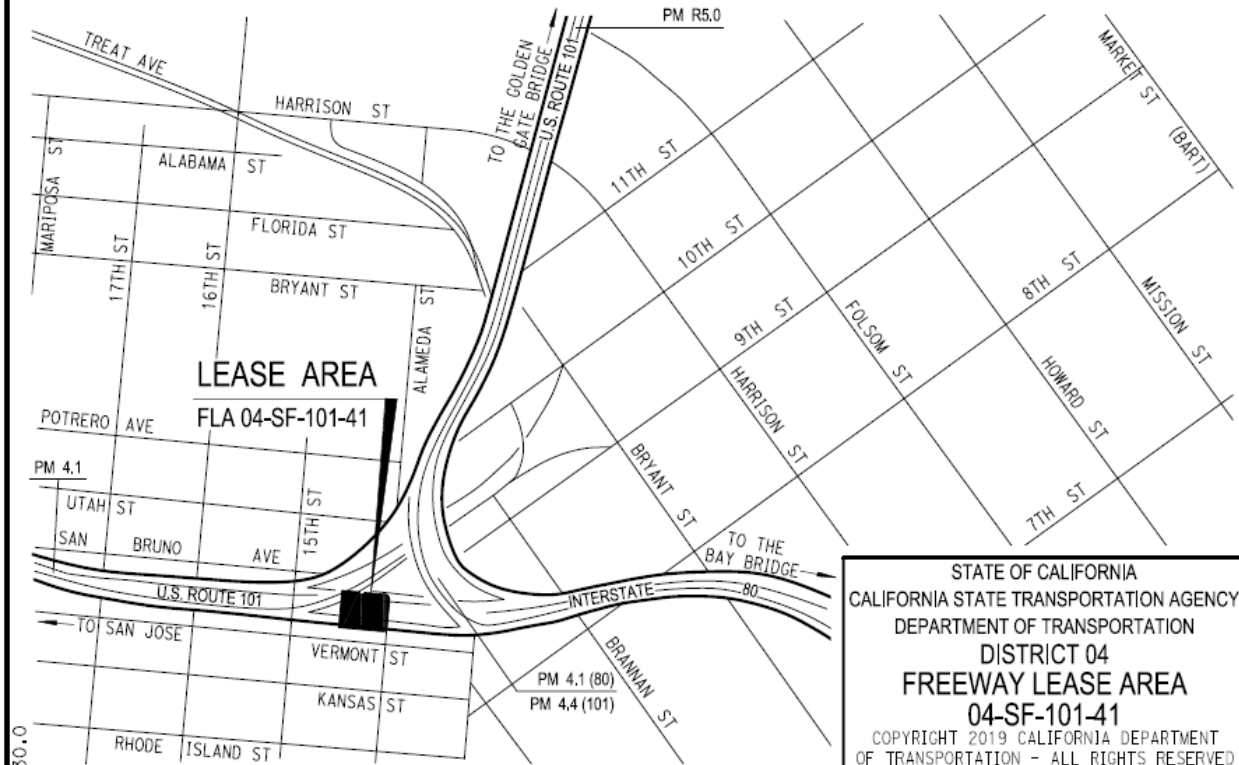 PM R5.0
TREAT AVE
HARRISON ST
TO THE GOLDEN
GATE BRIDGE
U.S. ROUTE 101
MARKET ST
(BART)
MARIPOSA ST
ALABAMA ST
11TH ST
FLORIDA ST
10TH ST
17TH ST
16TH ST
BRYANT ST
ALAMEDA ST
9TH ST
8TH ST
MISSION ST
FOLSOM ST
HOWARD ST
HARRISON ST
LEASE AREA
FLA 04-SF-101-41
POTRERO AVE
PM 4.1
UTAH ST
15TH ST
BRYANT ST
7TH ST
SAN BRUNO AVE
TO THE
BAY BRIDGE
U.S. ROUTE 101
INTERSTATE 80
TO SAN JOSE
VERMONT ST
BRANNAN ST
PM 4.1 (80)
PM 4.4 (101)
KANSAS ST
RHODE ISLAND ST
30.0
STATE OF CALIFORNIA
CALIFORNIA STATE TRANSPORTATION AGENCY
DEPARTMENT OF TRANSPORTATION
DISTRICT 04
FREEWAY LEASE AREA
04-SF-101-41
COPYRIGHT 2019 CALIFORNIA DEPARTMENT
OF TRANSPORTATION - ALL RIGHTS RESERVED